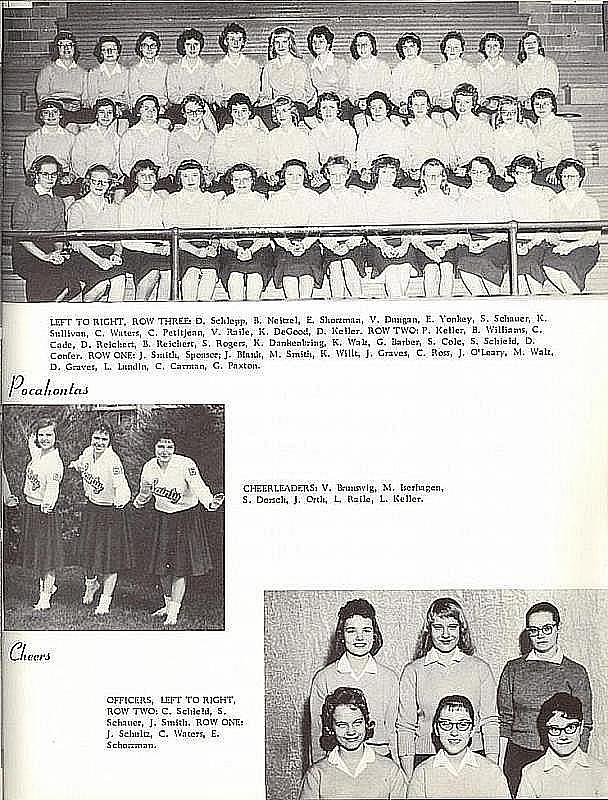 LEFT TO RIGHT, ROW THREE: D. Schlepp, B. Neitzel, E. Shorzman, V. Dungan, E. Yonkey, S. Schauer, K.
Sullivan, C. Waters, C. Petitjean, V. Raile, K. DeGood, D. Keller. ROW TWO: P. Keller, B. Williams, C.
Cade, D. Reichert, B. Reichert, S. Rogers, K. Dankenbring, K. Walz, G. Barber, S. Cole, S. Schield, D.
Confer. ROW ONE: J. Smith, Sponsor; J. Blank, M. Smith, K. Willt, J. Graves, C. Ross, J. O'Leary, M. Walz,
D. Graves, L. Lundin, C. Carman, G. Paxton.
Pocahontas
CHEERLEADERS: V. Brunswig, M. Iserhagen,
S. Dorsch, J. Orth, L. Raile, L. Keller.
Cheers
OFFICERS, LEFT TO RIGHT,
ROW TWO: C. Schield, S.
Schauer, J. Smith. ROW ONE:
J. Schultz, C. Waters, E.
Schorzman.